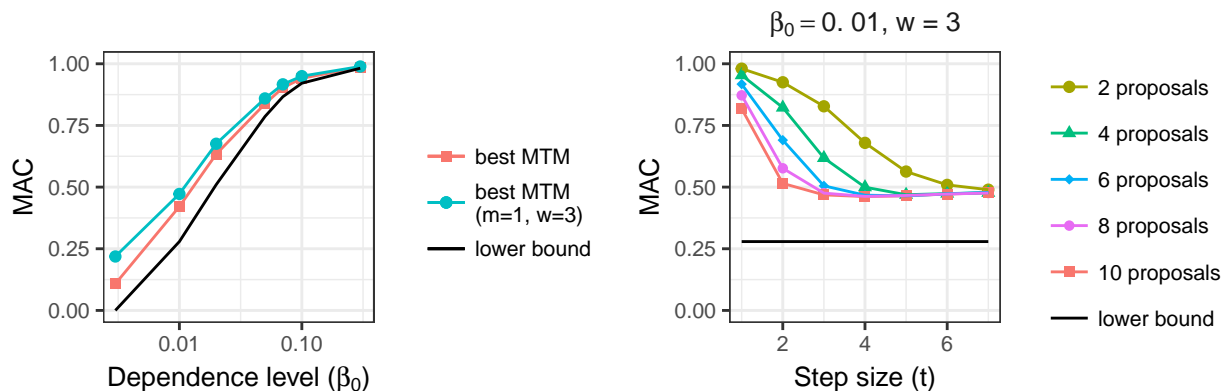 MAC
1.00
0.75
0.50
0.25
0.00
0.01
0.10
Dependence level (β₀)
best MTM
best MTM
(m=1, w=3)
lower bound
β₀ = 0. 01, w = 3
MAC
1.00
0.75
0.50
0.25
0.00
2
4
6
Step size (t)
2 proposals
4 proposals
6 proposals
8 proposals
10 proposals
lower bound